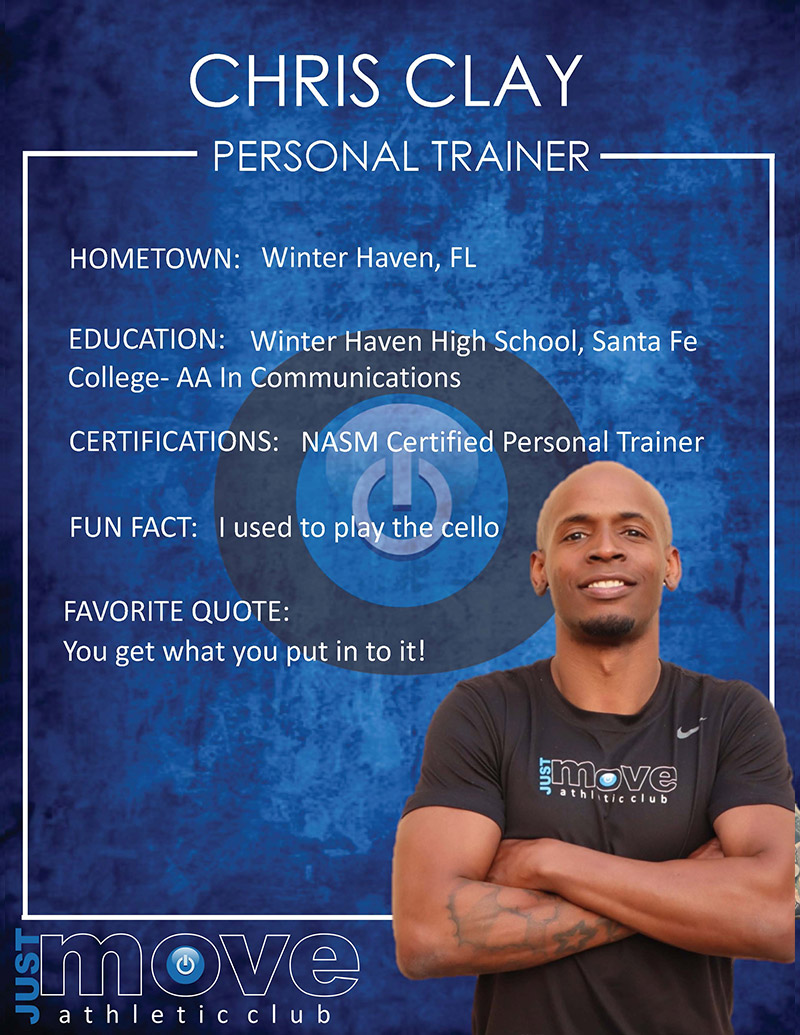 CHRIS CLAY
PERSONAL TRAINER
HOMETOWN: Winter Haven, FL
EDUCATION: Winter Haven High School, Santa Fe
College- AA In Communications
CERTIFICATIONS: NASM Certified Personal Trainer
FUN FACT: I used to play the cello
FAVORITE QUOTE:
You get what you put in to it!
JUST move
athletic club
JUST move
athletic club